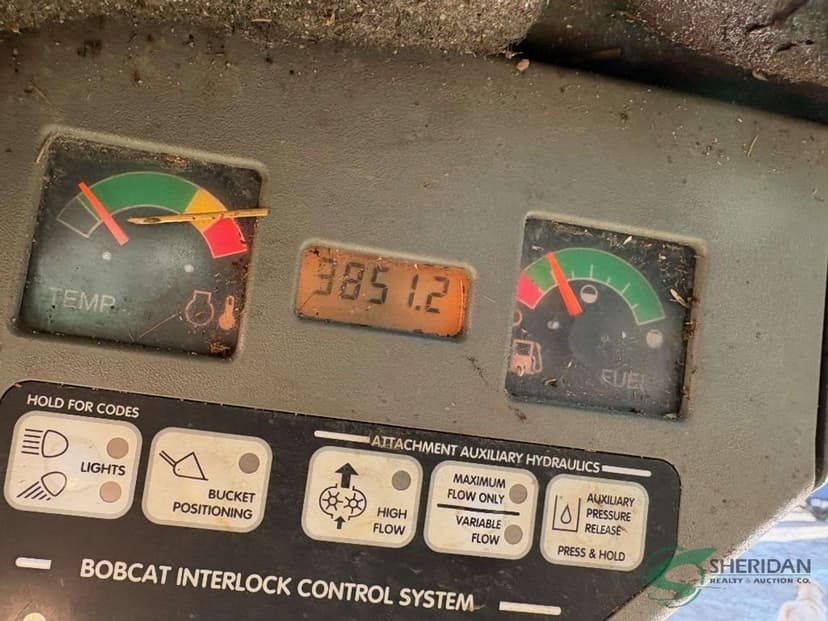 3851.2
TEMP
FUEL
HOLD FOR CODES
LIGHTS
BUCKET
POSITIONING
ATTACHMENT AUXILIARY HYDRAULICS
HIGH
FLOW
MAXIMUM
FLOW ONLY
VARIABLE
FLOW
AUXILIARY
PRESSURE
RELEASE
PRESS & HOLD
BOBCAT INTERLOCK CONTROL SYSTEM
SHERIDAN
REALTY & AUCTION CO.